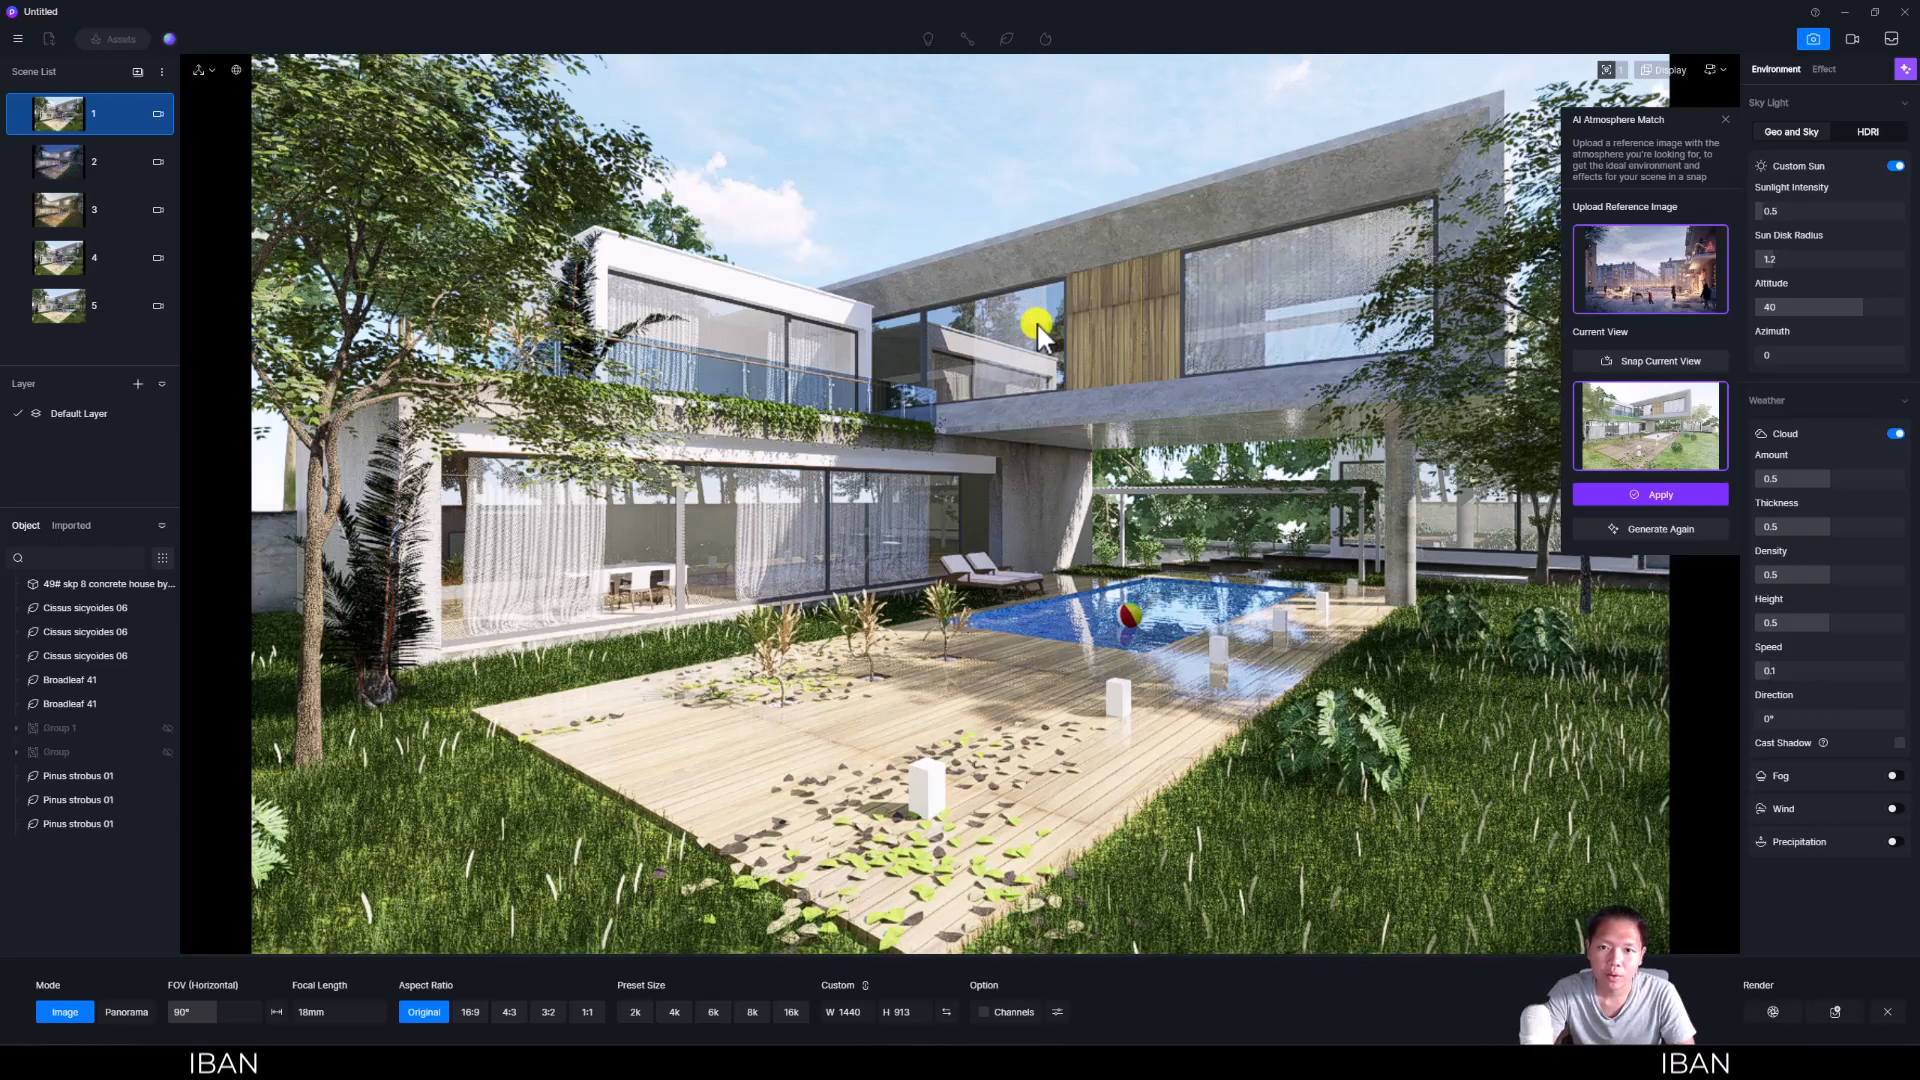 Untitled
Assets
Scene List
1
2
3
4
5
Layer
Default Layer
Object Imported
49# skp 8 concrete house by...
Cissus sicyoides 06
Cissus sicyoides 06
Cissus sicyoides 06
Broadleaf 41
Broadleaf 41
Group 1
Group
Pinus strobus 01
Pinus strobus 01
Pinus strobus 01
1 Display
AI Atmosphere Match
Upload a reference image with the
atmosphere you're looking for, to
get the ideal environment and
effects for your scene in a snap
Upload Reference Image
Current View
Snap Current View
Apply
Generate Again
Environment Effect
Sky Light
Geo and Sky HDRI
Custom Sun
Sunlight Intensity
0.5
Sun Disk Radius
1.2
Altitude
40
Azimuth
0
Weather
Cloud
Amount
0.5
Thickness
0.5
Density
0.5
Height
0.5
Speed
0.1
Direction
0°
Cast Shadow
Fog
Wind
Precipitation
Mode FOV (Horizontal) Focal Length Aspect Ratio Preset Size Custom Option Render
Image Panorama 90° 18mm Original 16:9 4:3 3:2 1:1 2k 4k 6k 8k 16k W 1440 H 913 Channels
IBAN IBAN